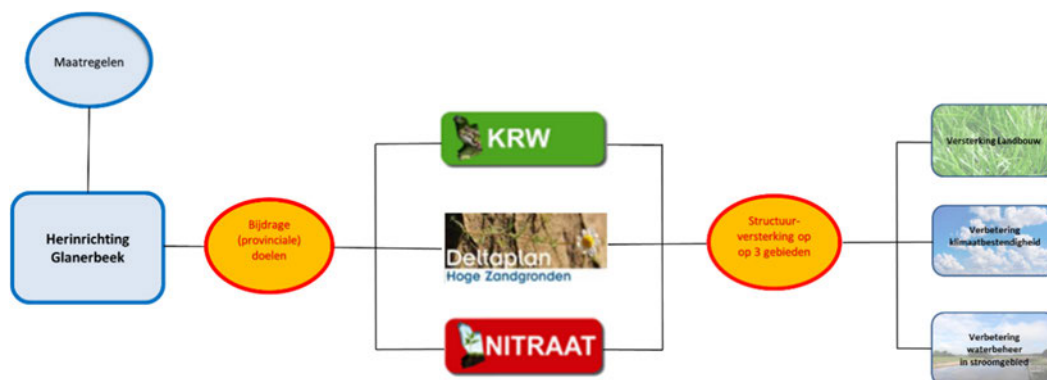 Maatregelen
Herinrichting
Glanerbeek
Bijdrage
(provinciale)
doelen
KRW
Deltaplan
Hoge Zandgronden
NITRAAT
Structuur-
versterking op
op 3 gebieden
Versterking Landbouw
Verbetering
klimaatbestendigheid
Verbetering
waterbeheer
in stroomgebied